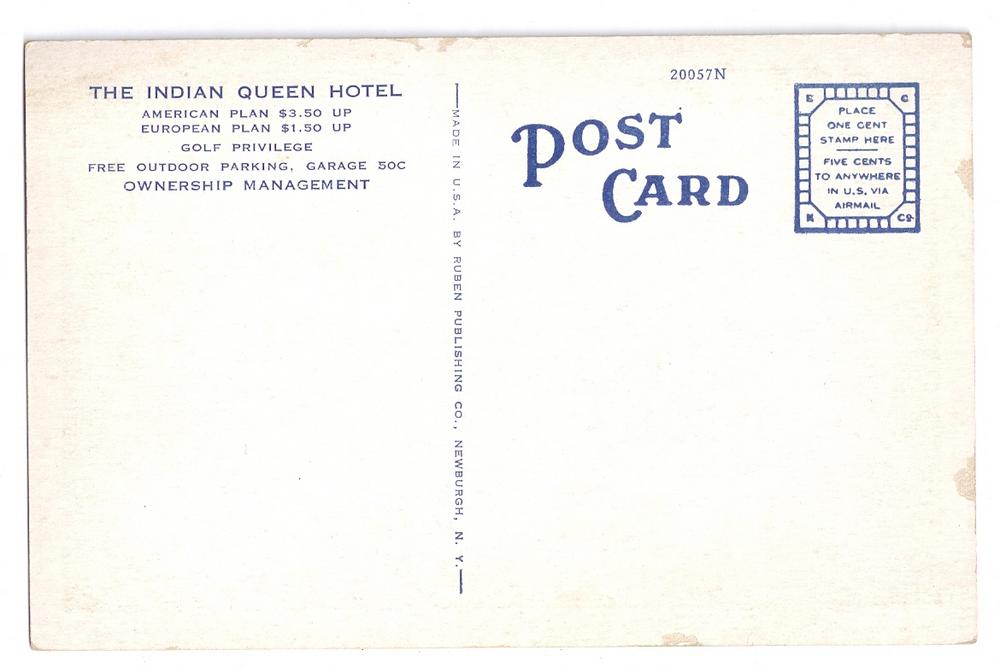 THE INDIAN QUEEN HOTEL
AMERICAN PLAN $3.50 UP
EUROPEAN PLAN $1.50 UP
GOLF PRIVILEGE
FREE OUTDOOR PARKING, GARAGE 50C
OWNERSHIP MANAGEMENT
MADE IN U.S.A. BY RUBEN PUBLISHING CO., NEWBURGH, N. Y.
20057N
POST
CARD
E C
PLACE
ONE CENT
STAMP HERE
FIVE CENTS
TO ANYWHERE
IN U.S. VIA
AIRMAIL
K Co